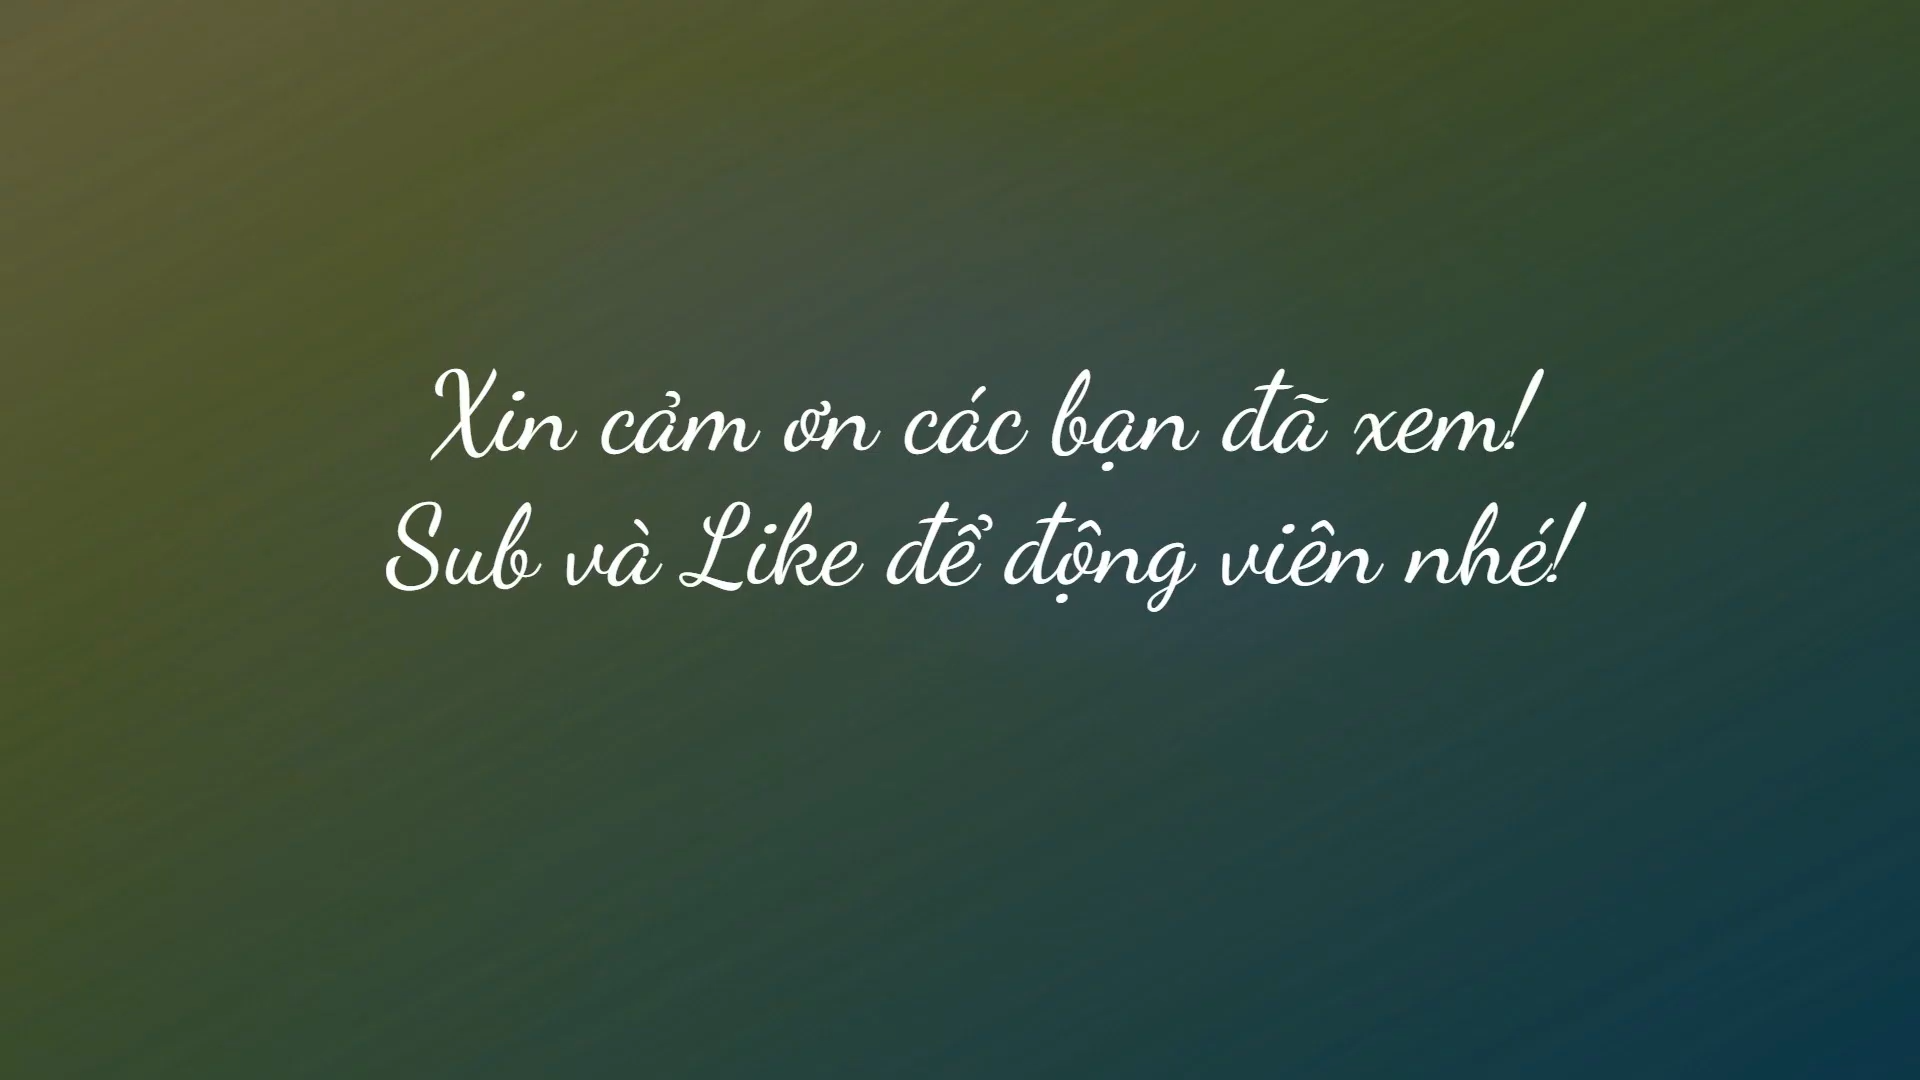 Xin cảm ơn các bạn đã xem!
Sub và Like để động viên nhé!